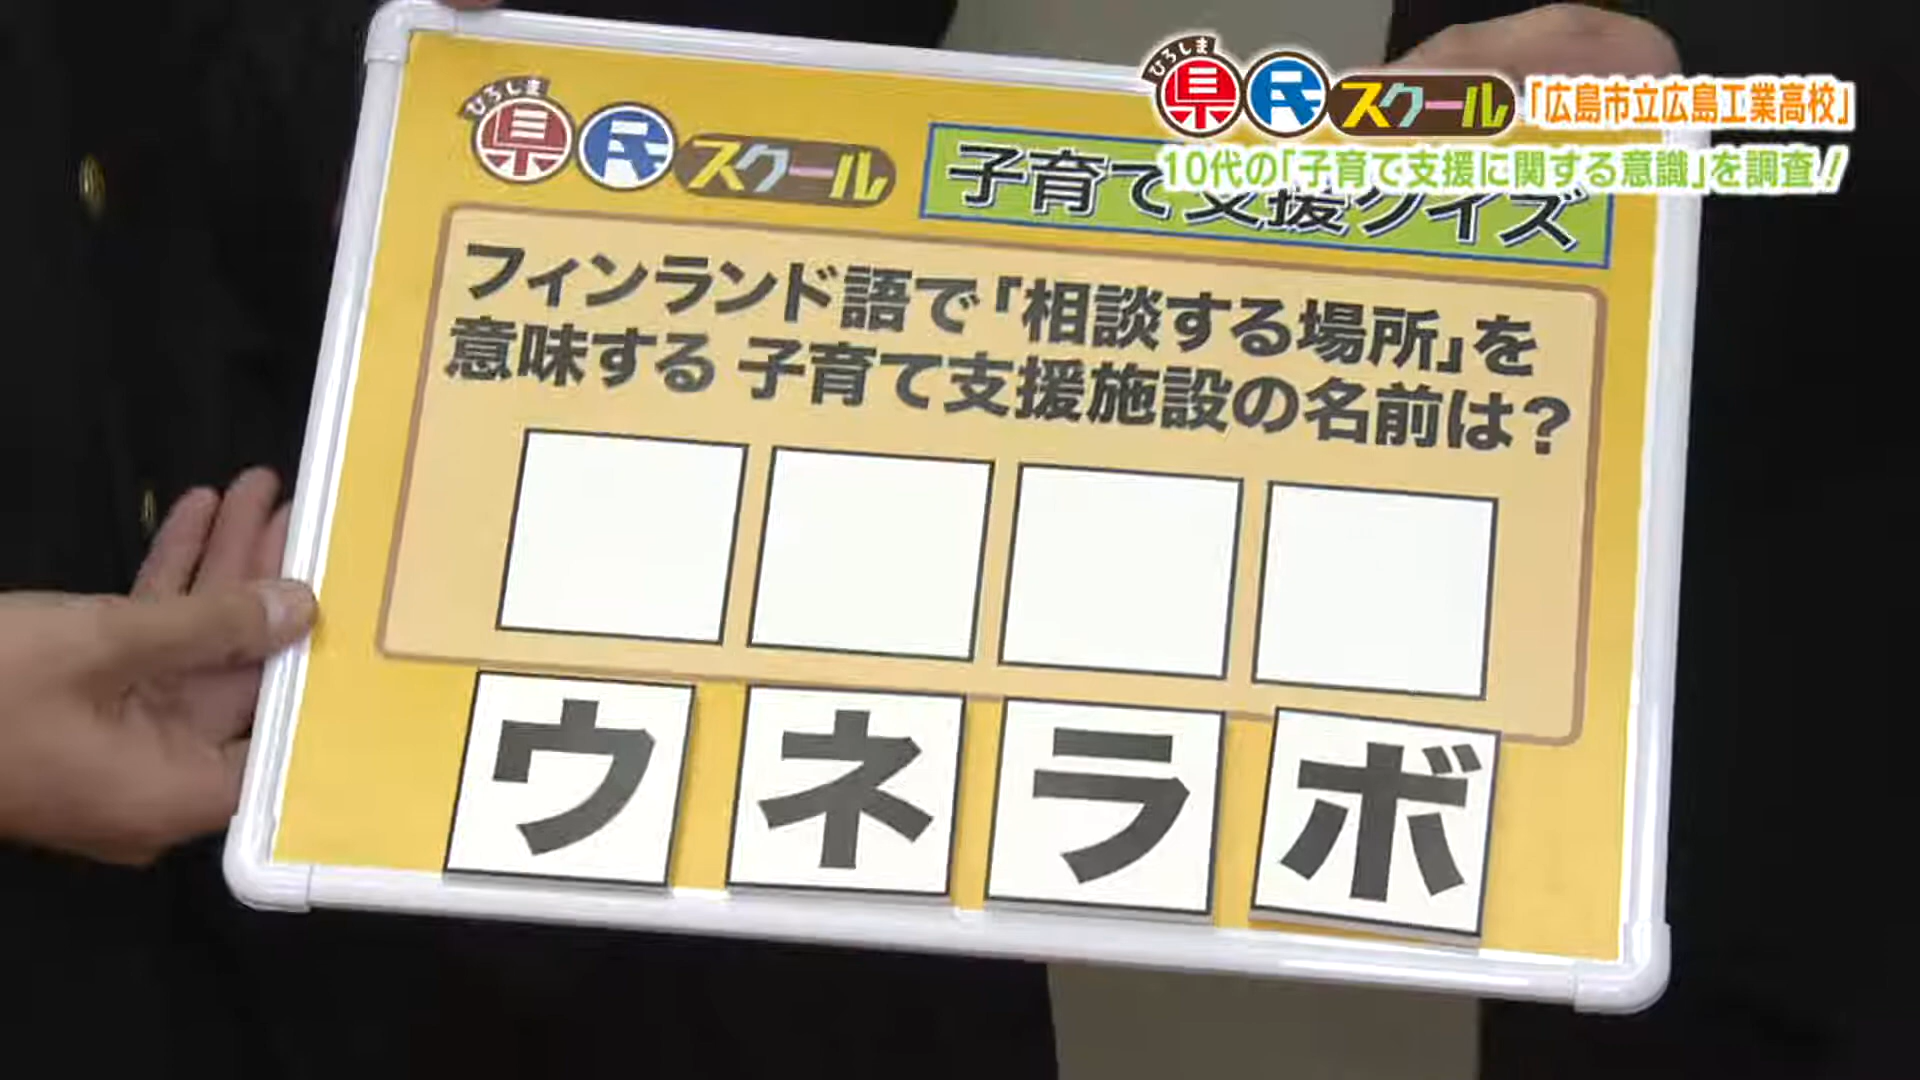 ひろしま県民スクール「広島市立広島工業高校」
10代の「子育て支援に関する意識」を調査!
ひろしま県民スクール
子育て支援クイズ
フィンランド語で「相談する場所」を
意味する 子育て支援施設の名前は?
ウ ネ ラ ボ